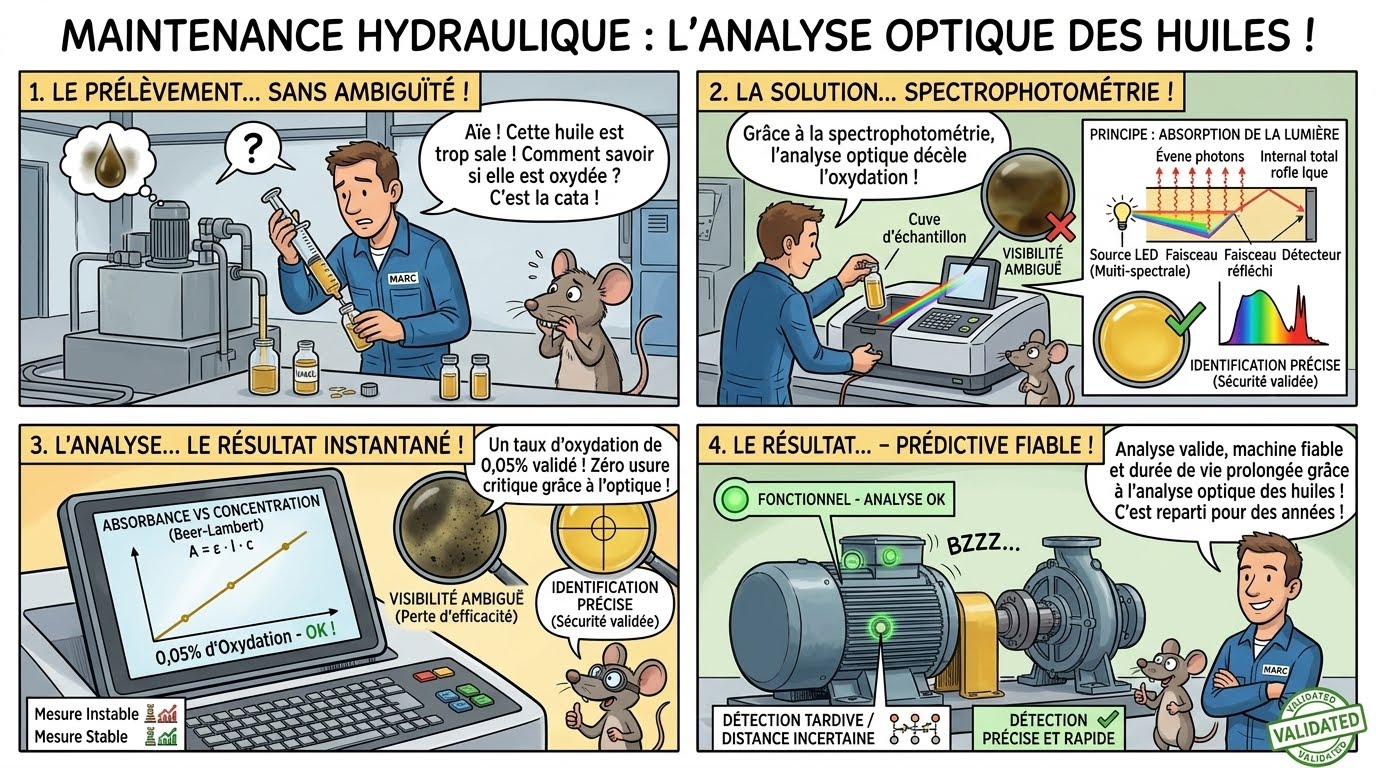 MAINTENANCE HYDRAULIQUE : L'ANALYSE OPTIQUE DES HUILES !
1. LE PRÉLÈVEMENT... SANS AMBIGUÏTÉ !
?
Aïe ! Cette huile est
trop sale ! Comment savoir
si elle est oxydée ?
C'est la cata !
MARC
2. LA SOLUTION... SPECTROPHOTOMÉTRIE !
Grâce à la spectrophotométrie,
l'analyse optique décèle
l'oxydation !
Cuve
d'échantillon
VISIBILITÉ
AMBIGUË
PRINCIPE : ABSORPTION DE LA LUMIÈRE
Évene photons
Internal total
rofle lque
Source LED
(Multi-spectrale)
Faisceau
Faisceau
réfléchi
Détecteur
IDENTIFICATION PRÉCISE
(Sécurité validée)
3. L'ANALYSE... LE RÉSULTAT INSTANTANÉ !
Un taux d'oxydation de
0,05% validé ! Zéro usure
critique grâce à l'optique !
ABSORBANCE VS CONCENTRATION
(Beer-Lambert)
A = ε · l · c
0,05% d'Oxydation - OK !
VISIBILITÉ AMBIGUË
(Perte d'efficacité)
IDENTIFICATION
PRÉCISE
(Sécurité validée)
Mesure Instable
Mesure Stable
4. LE RÉSULTAT... – PRÉDICTIVE FIABLE !
Analyse valide, machine fiable
et durée de vie prolongée grâce
à l'analyse optique des huiles !
C'est reparti pour des années !
FONCTIONNEL - ANALYSE OK
BZZZ...
MARC
DÉTECTION TARDIVE /
DISTANCE INCERTAINE
DÉTECTION
PRÉCISE ET RAPIDE
VALIDATED
VALIDATED